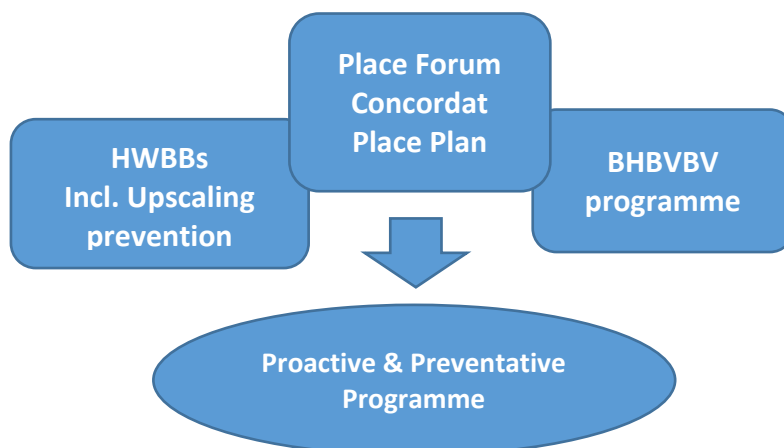 Place Forum
Concordat
Place Plan
HWBBs
Incl. Upscaling
prevention
BHBVBV
programme
Proactive & Preventative
Programme